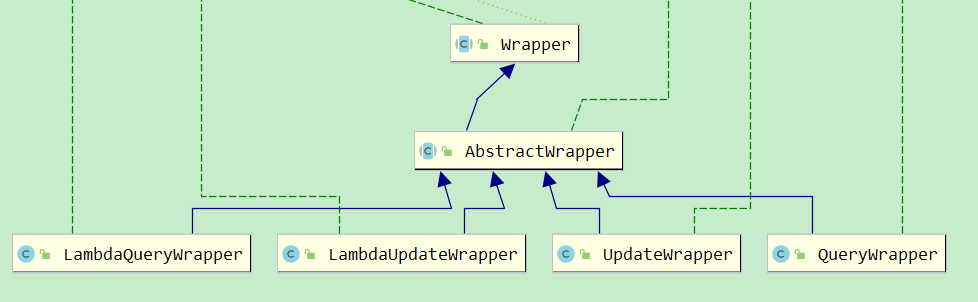 Wrapper
AbstractWrapper
LambdaQueryWrapper
LambdaUpdateWrapper
UpdateWrapper
QueryWrapper